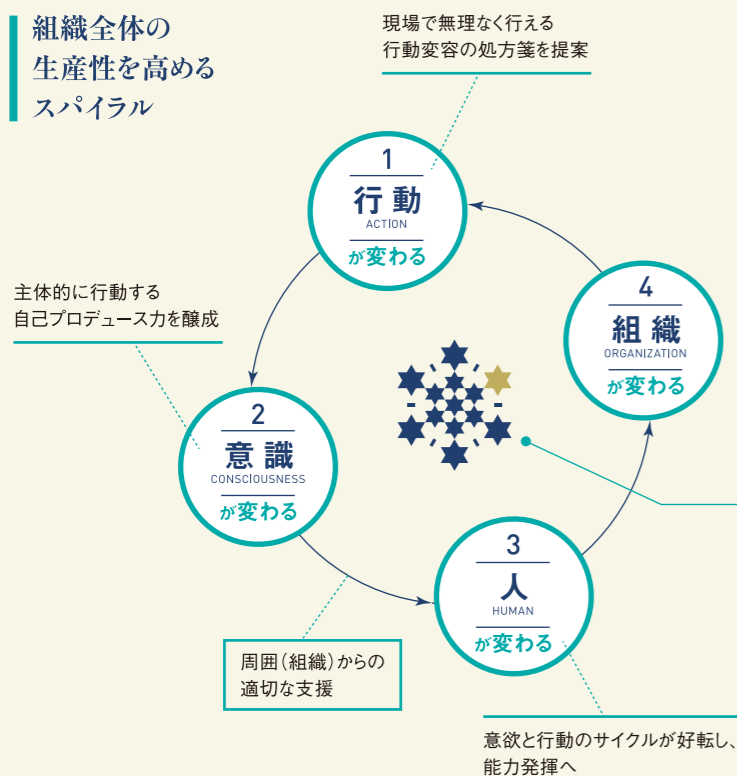 組織全体の
生産性を高める
スパイラル
現場で無理なく行える
行動変容の処方箋を提案
1
行動
ACTION
が変わる
主体的に行動する
自己プロデュース力を醸成
2
意識
CONSCIOUSNESS
が変わる
周囲（組織）からの
適切な支援
3
人
HUMAN
が変わる
意欲と行動のサイクルが好転し、
能力発揮へ
4
組織
ORGANIZATION
が変わる